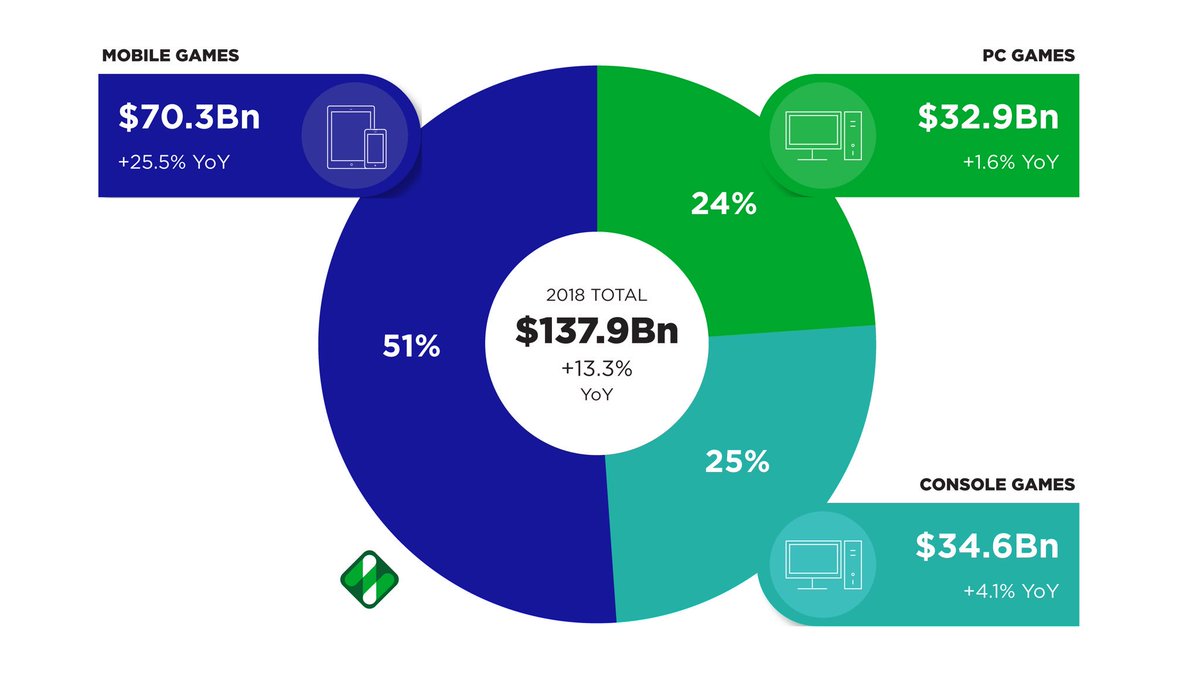 MOBILE GAMES
$70.3Bn
+25.5% YoY
PC GAMES
$32.9Bn
+1.6% YoY
24%
2018 TOTAL
$137.9Bn
+13.3%
YoY
51%
25%
CONSOLE GAMES
$34.6Bn
+4.1% YoY